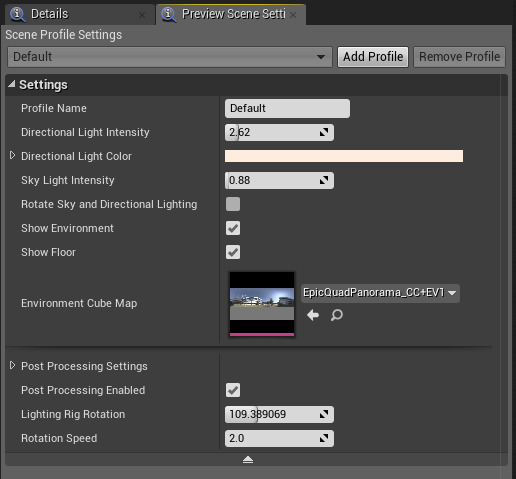 Details
Preview Scene Setti
Scene Profile Settings
Default Add Profile Remove Profile
Settings
Profile Name Default
Directional Light Intensity 2.62
Directional Light Color
Sky Light Intensity 0.88
Rotate Sky and Directional Lighting
Show Environment
Show Floor
Environment Cube Map EpicQuadPanorama_CC+EV1
Post Processing Settings
Post Processing Enabled
Lighting Rig Rotation 109.389069
Rotation Speed 2.0